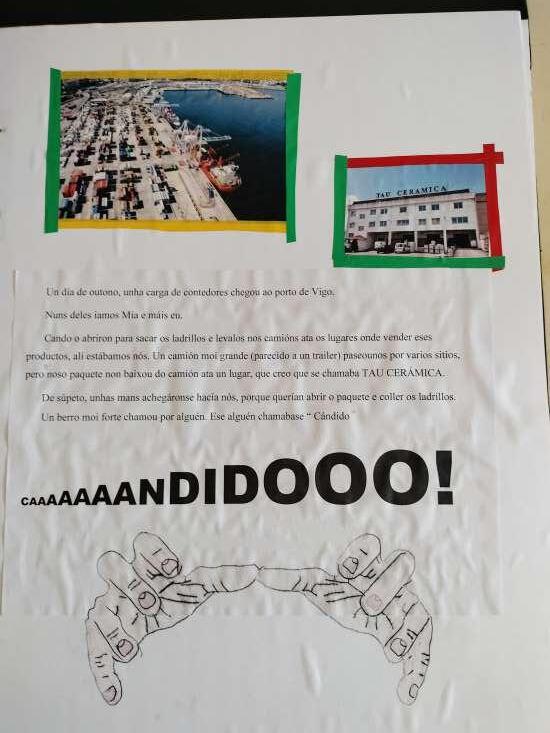 TAU CERAMICA
Un día de outono, unha carga de contedores chegou ao porto de Vigo.
Nuns deles iamos Mía e máis eu.
Cando o abriron para sacar os ladrillos e levalos nos camións ata os lugares onde vender eses
productos, alí estábamos nós. Un camión moi grande (parecido a un trailer) paseounos por varios sitios,
pero noso paquete non baixou do camión ata un lugar, que creo que se chamaba TAU CERÁMICA.
De súpeto, unhas mans achegáronse hacia nós, porque querían abrir o paquete e coller os ladrillos.
Un berro moi forte chamou por alguén. Ese alguén chamabase " Cándido "
CAAAAAAANDIDOOO!